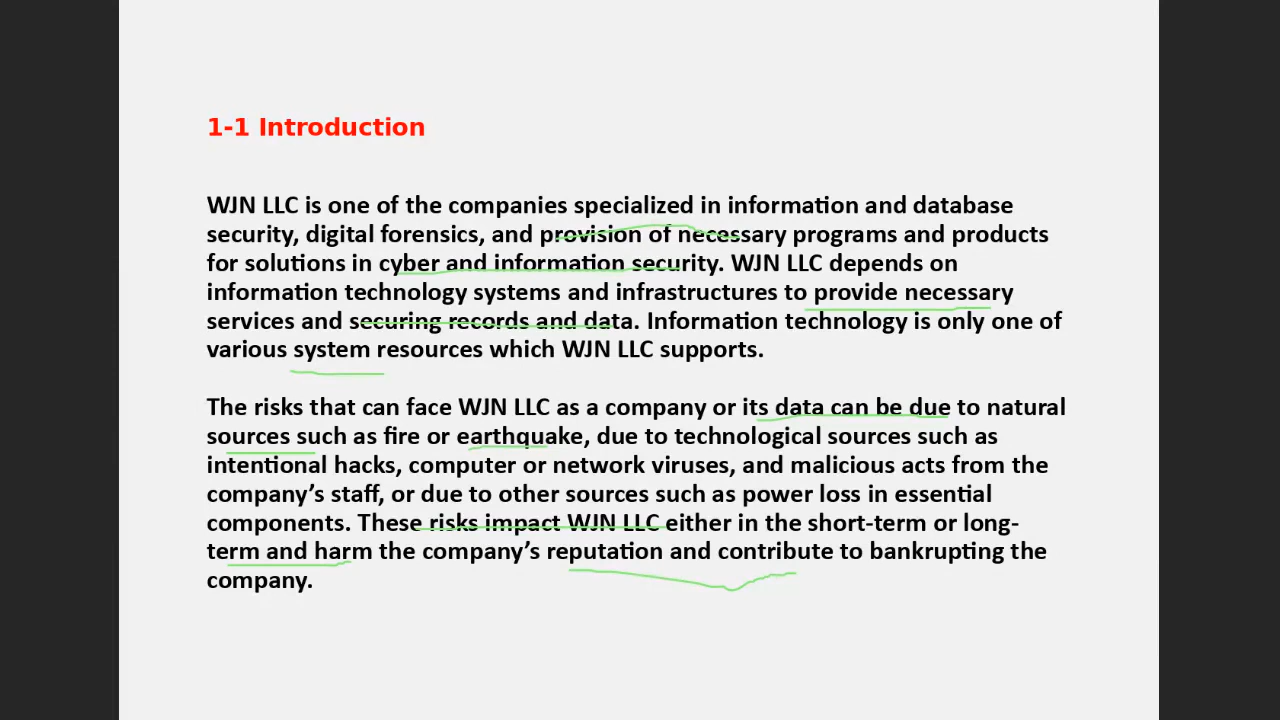 1-1 Introduction
WJN LLC is one of the companies specialized in information and database
security, digital forensics, and provision of necessary programs and products
for solutions in cyber and information security. WJN LLC depends on
information technology systems and infrastructures to provide necessary
services and securing records and data. Information technology is only one of
various system resources which WJN LLC supports.
The risks that can face WJN LLC as a company or its data can be due to natural
sources such as fire or earthquake, due to technological sources such as
intentional hacks, computer or network viruses, and malicious acts from the
company’s staff, or due to other sources such as power loss in essential
components. These risks impact WJN LLC either in the short-term or long-
term and harm the company’s reputation and contribute to bankrupting the
company.